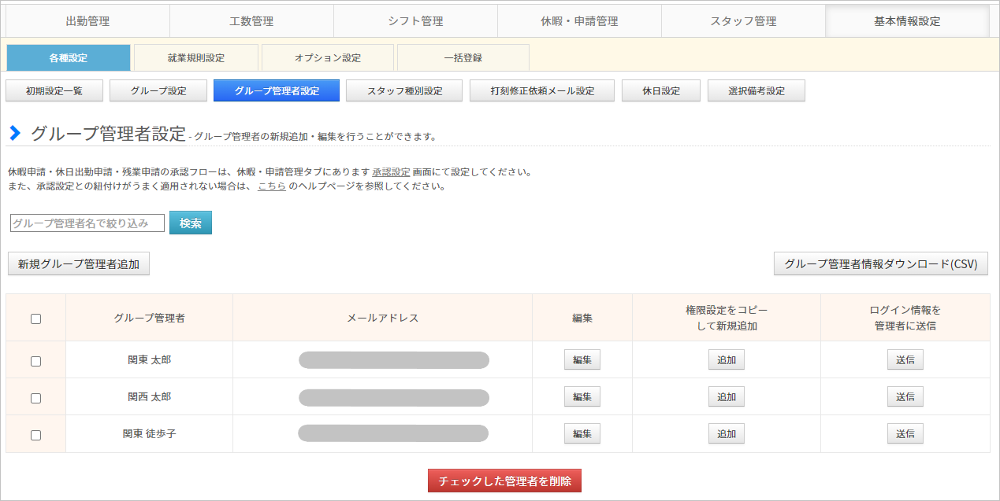 出勤管理 工数管理 シフト管理 休暇・申請管理 スタッフ管理 基本情報設定
各種設定 就業規則設定 オプション設定 一括登録
初期設定一覧 グループ設定 グループ管理者設定 スタッフ種別設定 打刻修正依頼メール設定 休日設定 選択備考設定
グループ管理者設定 - グループ管理者の新規追加・編集を行うことができます。
休暇申請・休日出勤申請・残業申請の承認フローは、休暇・申請管理タブにあります 承認設定 画面にて設定してください。
また、承認設定との紐付けがうまく適用されない場合は、 こちら のヘルプページを参照してください。
グループ管理者名で絞り込み 検索
新規グループ管理者追加 グループ管理者情報ダウンロード(CSV)
グループ管理者 メールアドレス 編集 権限設定をコピー
して新規追加 ログイン情報を
管理者に送信
関東 太郎 編集 追加 送信
関西 太郎 編集 追加 送信
関東 徒歩子 編集 追加 送信
チェックした管理者を削除